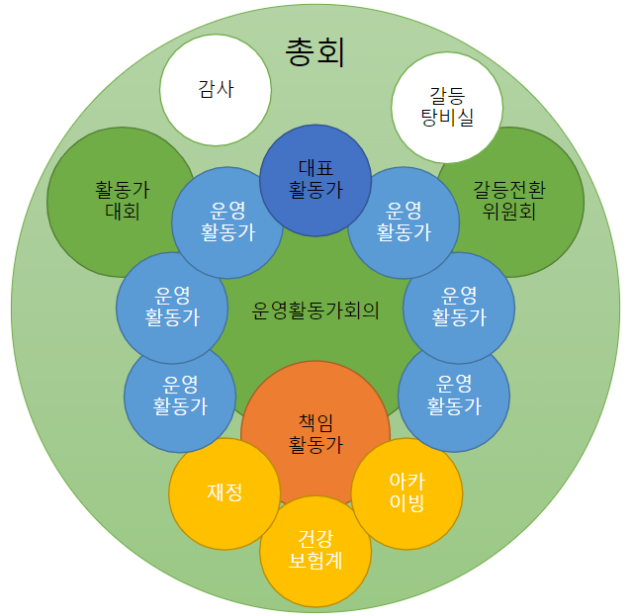 총회
감사
갈등
탕비실
대표
활동가
활동가
대회
운영
활동가
운영
활동가
갈등전환
위원회
운영
활동가
운영활동가회의
운영
활동가
운영
활동가
책임
활동가
운영
활동가
재정
아카
이빙
건강
보험계